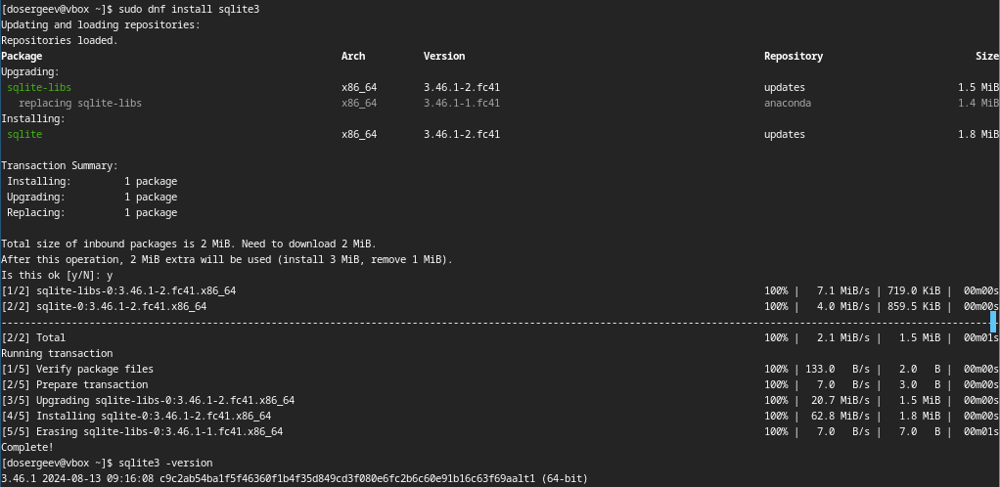 [dosergeev@vbox ~]$ sudo dnf install sqlite3
Updating and loading repositories:
Repositories loaded.
Package Arch Version Repository Size
Upgrading:
sqlite-libs x86_64 3.46.1-2.fc41 updates 1.5 MiB
replacing sqlite-libs x86_64 3.46.1-1.fc41 anaconda 1.4 MiB
Installing:
sqlite x86_64 3.46.1-2.fc41 updates 1.8 MiB
Transaction Summary:
Installing: 1 package
Upgrading: 1 package
Replacing: 1 package
Total size of inbound packages is 2 MiB. Need to download 2 MiB.
After this operation, 2 MiB extra will be used (install 3 MiB, remove 1 MiB).
Is this ok [y/N]: y
[1/2] sqlite-libs-0:3.46.1-2.fc41.x86_64 100% | 7.1 MiB/s | 719.0 KiB | 00m00s
[2/2] sqlite-0:3.46.1-2.fc41.x86_64 100% | 4.0 MiB/s | 859.5 KiB | 00m00s
--------------------------------------------------------------------------------
[2/2] Total 100% | 2.1 MiB/s | 1.5 MiB | 00m01s
Running transaction
[1/5] Verify package files 100% | 133.0 B/s | 2.0 B | 00m00s
[2/5] Prepare transaction 100% | 7.0 B/s | 3.0 B | 00m00s
[3/5] Upgrading sqlite-libs-0:3.46.1-2.fc41.x86_64 100% | 20.7 MiB/s | 1.5 MiB | 00m00s
[4/5] Installing sqlite-0:3.46.1-2.fc41.x86_64 100% | 62.8 MiB/s | 1.8 MiB | 00m00s
[5/5] Erasing sqlite-libs-0:3.46.1-1.fc41.x86_64 100% | 7.0 B/s | 7.0 B | 00m01s
Complete!
[dosergeev@vbox ~]$ sqlite3 -version
3.46.1 2024-08-13 09:16:08 c9c2ab54ba1f5f46360f1b4f35d849cd3f080e6fc2b6c60e91b16c63f69aalt1 (64-bit)